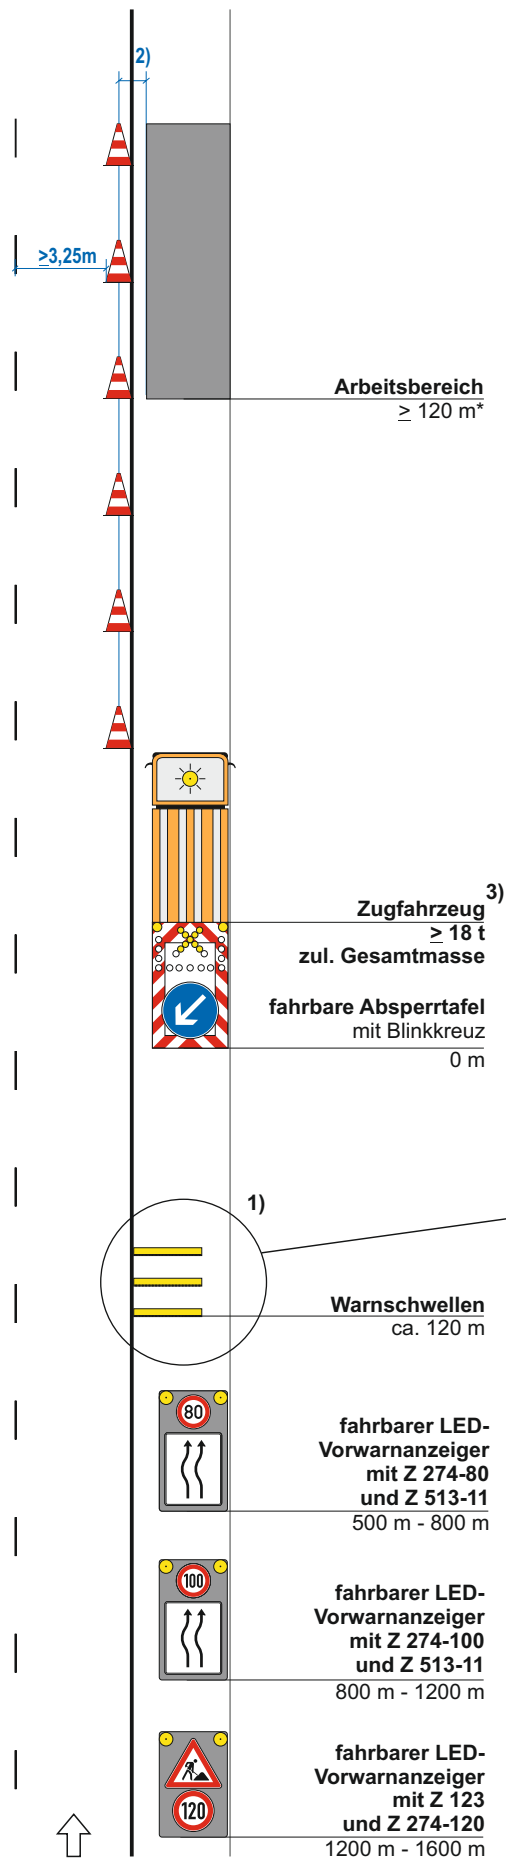 2)
≥3,25m
Arbeitsbereich
≥ 120 m*
Zugfahrzeug 3)
≥ 18 t
zul. Gesamtmasse
fahrbare Absperrtafel
mit Blinkkreuz
0 m
1)
Warnschwellen
ca. 120 m
80
fahrbarer LED-
Vorwarnanzeiger
mit Z 274-80
und Z 513-11
500 m - 800 m
100
fahrbarer LED-
Vorwarnanzeiger
mit Z 274-100
und Z 513-11
800 m - 1200 m
fahrbarer LED-
Vorwarnanzeiger
mit Z 123
120
und Z 274-120
1200 m - 1600 m